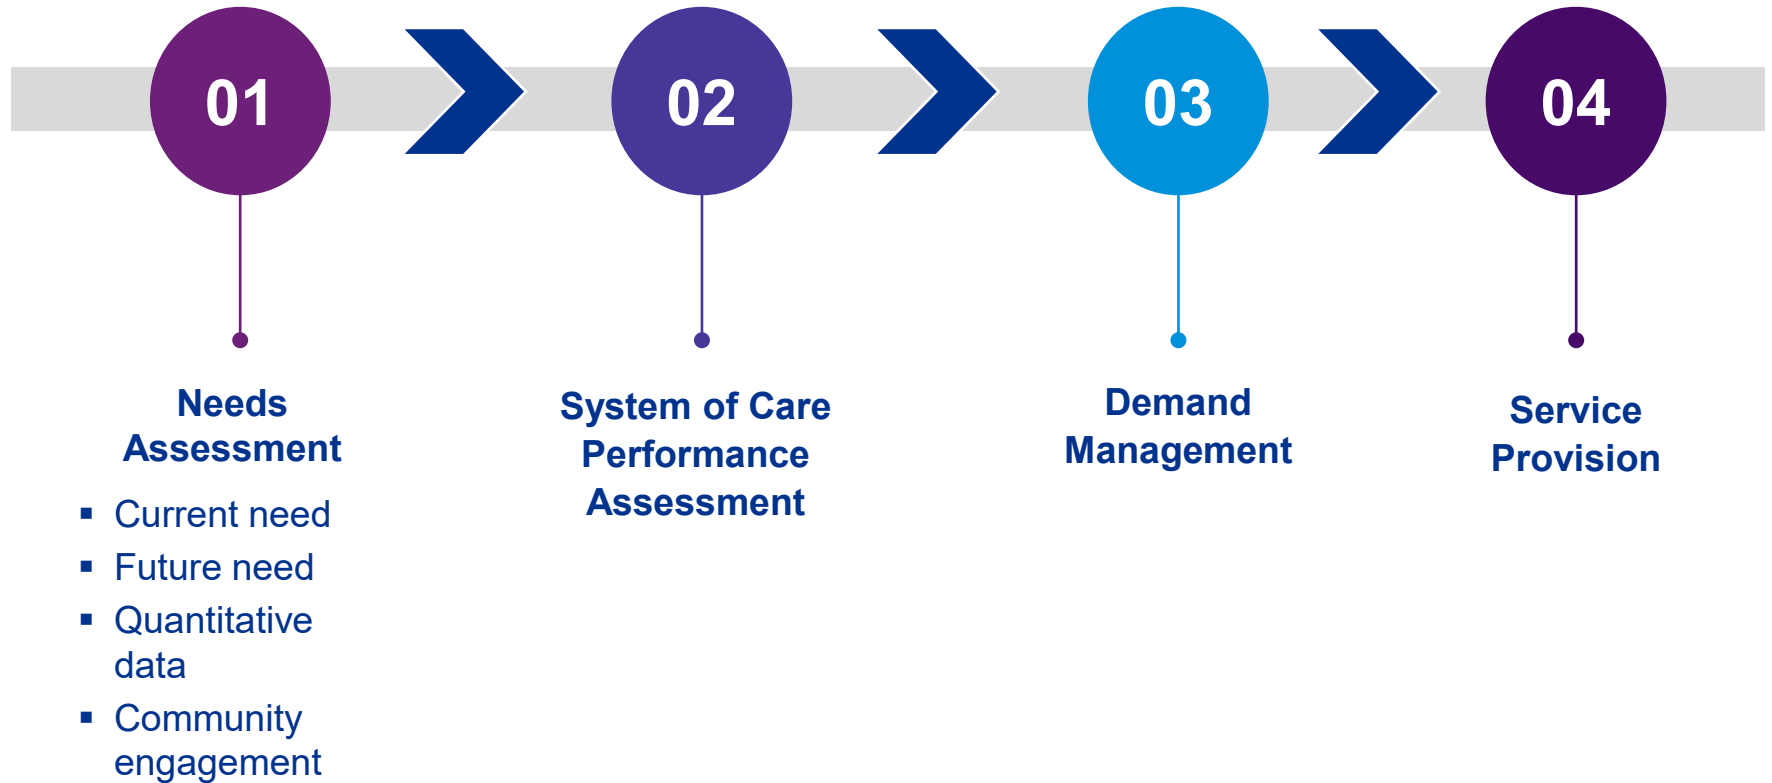 01
02
03
04
Needs
Assessment
▪ Current need
▪ Future need
▪ Quantitative
data
▪ Community
engagement
System of Care
Performance
Assessment
Demand
Management
Service
Provision